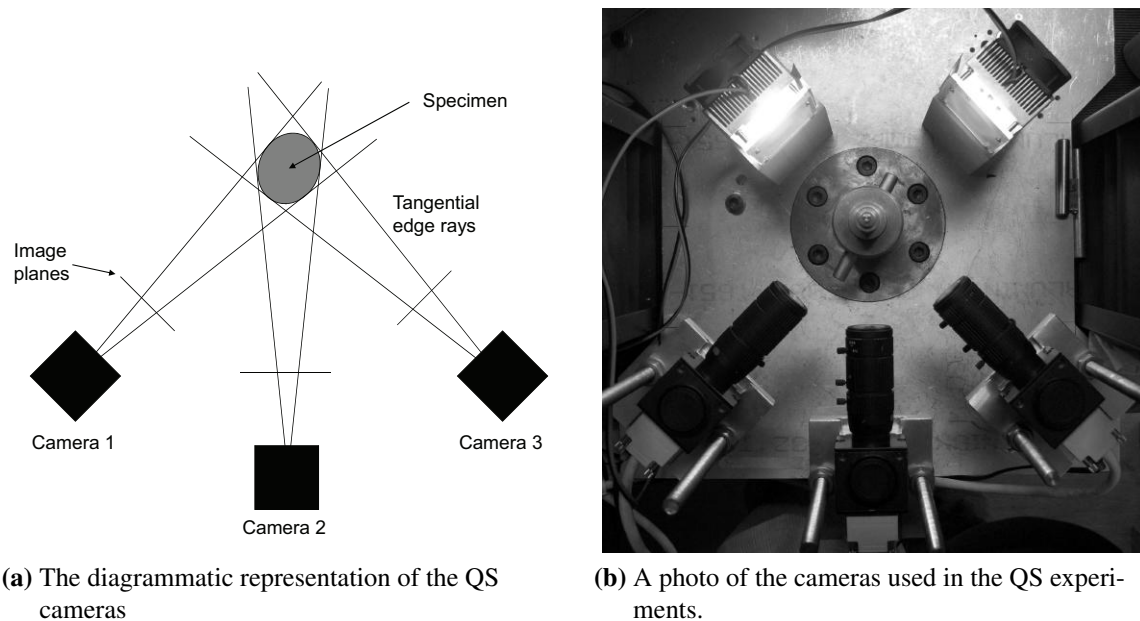 Specimen
Tangential
edge rays
Image
planes
Camera 1
Camera 3
Camera 2
(a) The diagrammatic representation of the QS
cameras
(b) A photo of the cameras used in the QS experi-
ments.